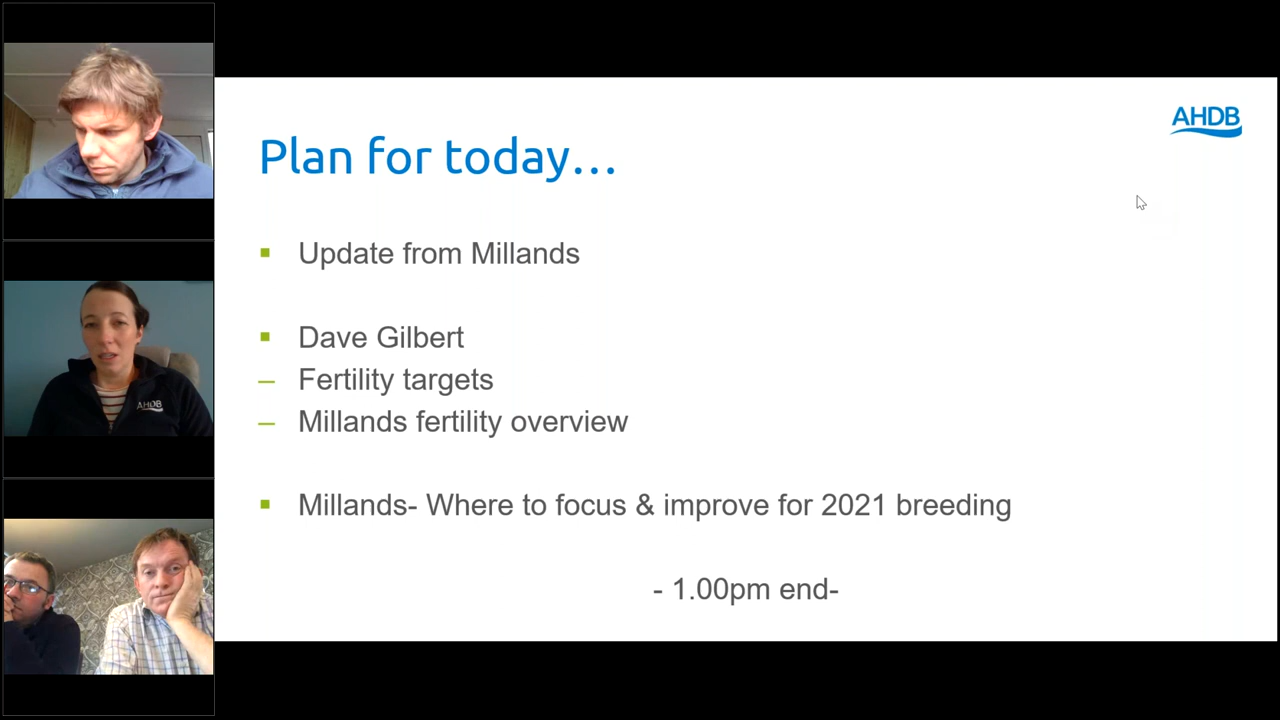 AHDB
Plan for today…
Update from Millands
Dave Gilbert
– Fertility targets
– Millands fertility overview
Millands- Where to focus & improve for 2021 breeding
- 1.00pm end-
AHDB